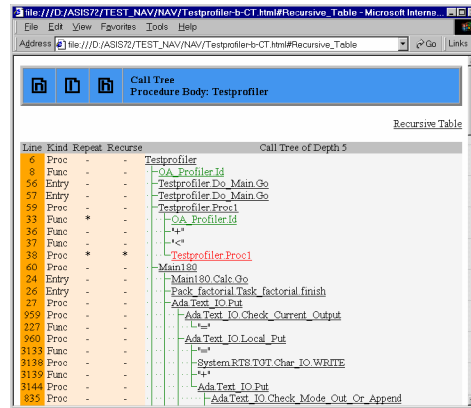 file:///D:/ASIS72/TEST_NAV/NAV/Testprofiler-b-CT.html#Recursive_Table - Microsoft Interne...
File Edit View Favorites Tools Help
Address file:///D:/ASIS72/TEST_NAV/NAV/Testprofiler-b-CT.html#Recursive_Table Go Links
Call Tree
Procedure Body: Testprofiler
Recursive Table
Line Kind Repeat Recurse Call Tree of Depth 5
6 Proc - - Testprofiler
8 Func - - OA_Profiler.Id
56 Entry - - Testprofiler.Do_Main.Go
57 Entry - - Testprofiler.Do_Main.Go
59 Proc - - Testprofiler.Proc1
33 Func * - OA_Profiler.Id
36 Func - - "+"
37 Func - - "<"
38 Proc * * Testprofiler.Proc1
60 Proc - - Main180
24 Entry - - Main180.Calc.Go
26 Entry - - Pack_factorial.Task_factorial.finish
27 Proc - - Ada.Text_IO.Put
959 Proc - - Ada.Text_IO.Check_Current_Output
227 Func - - "="
960 Proc - - Ada.Text_IO.Local_Put
3133 Func - - "="
3138 Proc - - System.RTS.TGT.Char_IO.WRITE
3139 Func - - "+"
3144 Proc - - Ada.Text_IO.Put
835 Proc - - Ada.Text_IO.Check_Mode_Out_Or_Append